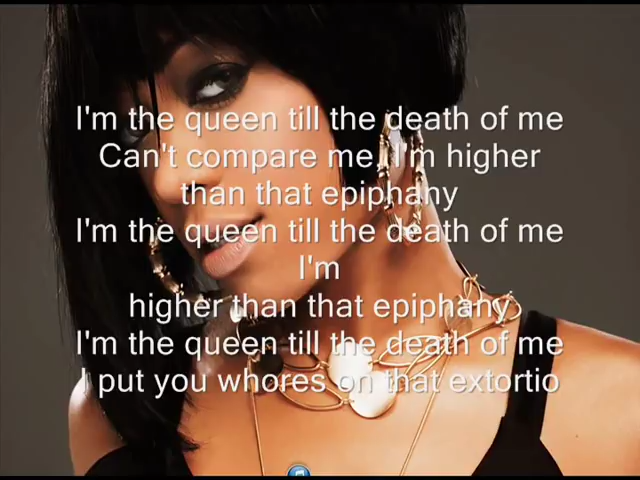 I'm the queen till the death of me
Can't compare me, I'm higher
than that epiphany
I'm the queen till the death of me
I'm
higher than that epiphany
I'm the queen till the death of me
I put you whores on that extortio